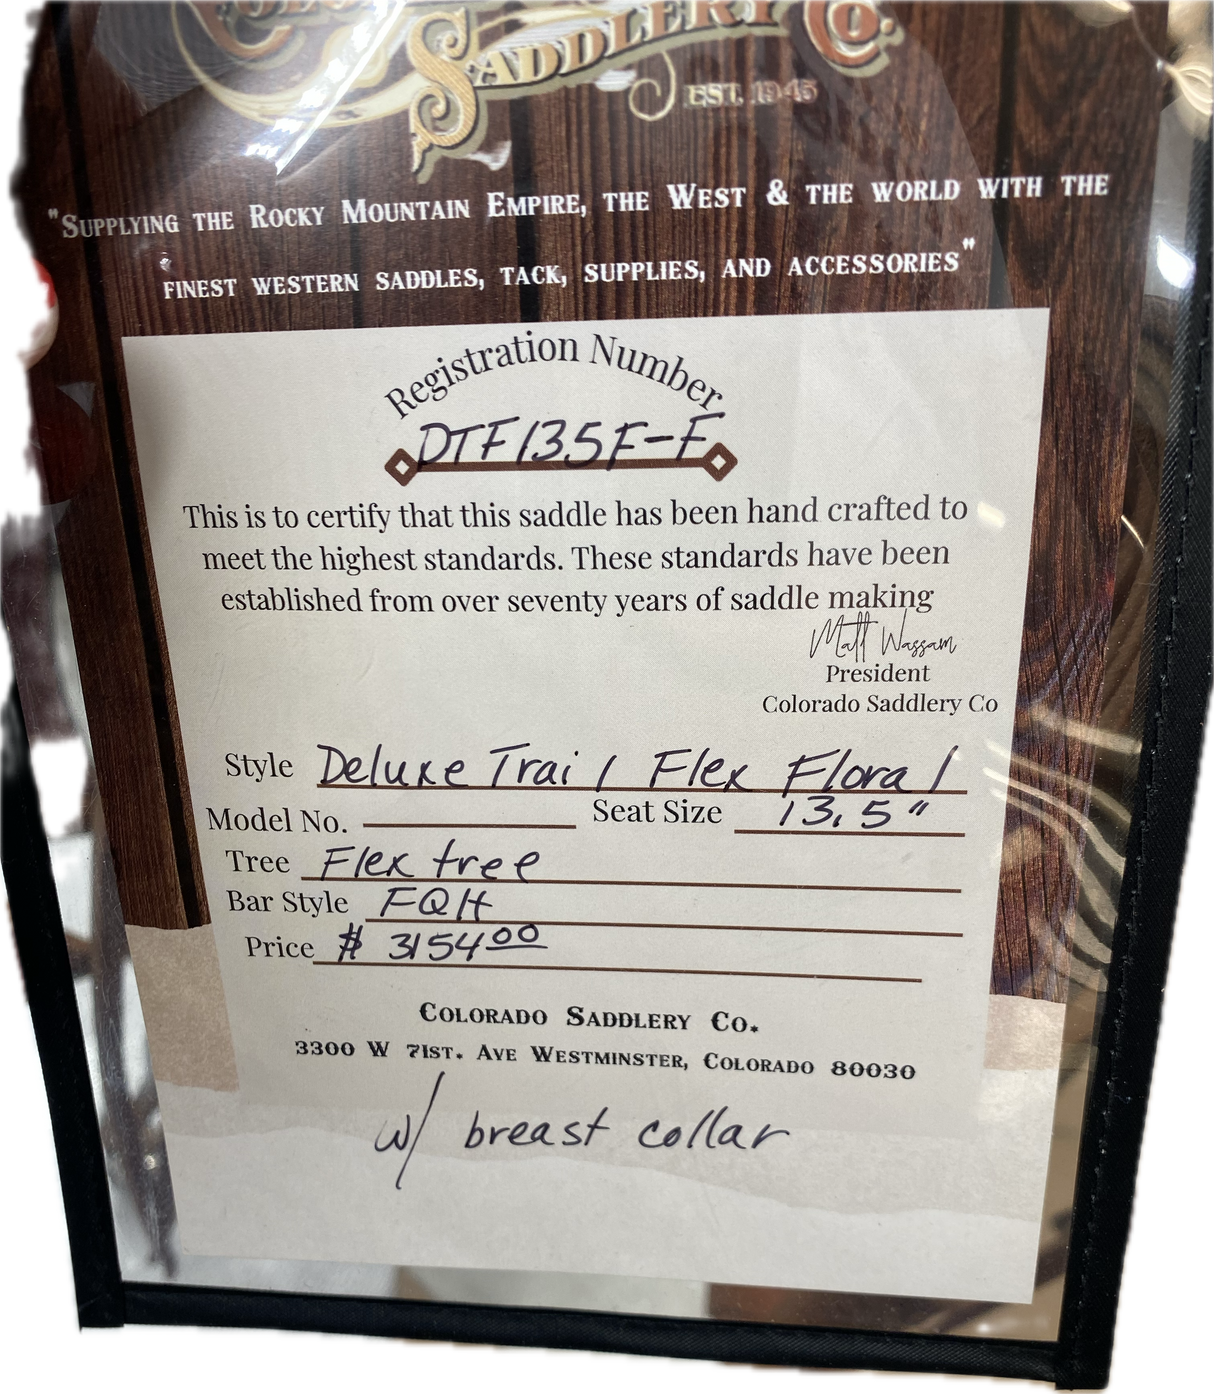 COLORADO
SADDLERY CO.
EST. 1945
"SUPPLYING THE ROCKY MOUNTAIN EMPIRE, THE WEST & THE WORLD WITH THE
FINEST WESTERN SADDLES, TACK, SUPPLIES, AND ACCESSORIES"
Registration Number
DTF135F-F
This is to certify that this saddle has been hand crafted to
meet the highest standards. These standards have been
established from over seventy years of saddle making
Matt Wassam
President
Colorado Saddlery Co
Style Deluxe Trail Flex Floral
Model No. Seat Size 13.5"
Tree Flex tree
Bar Style FQH
Price $ 3154.00
COLORADO SADDLERY CO.
3300 W 71ST. AVE WESTMINSTER, COLORADO 80030
w/ breast collar